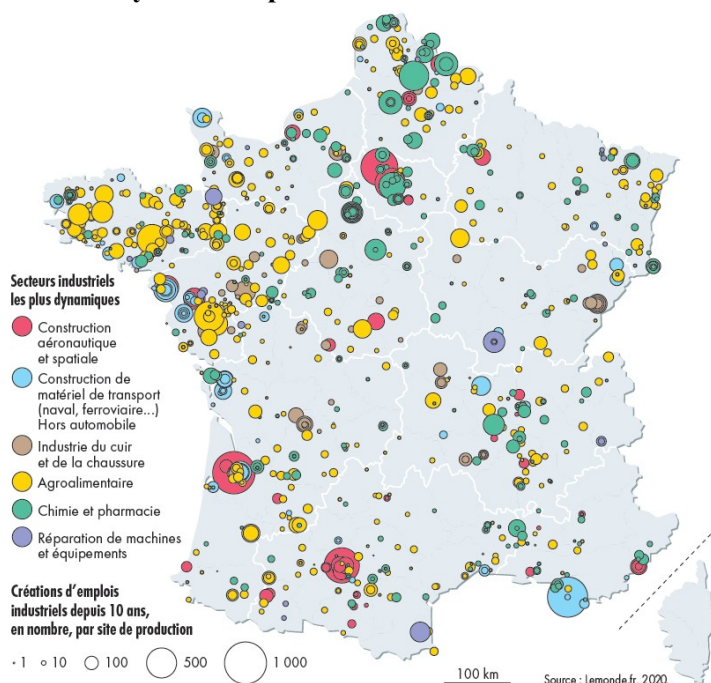 Secteurs industriels
les plus dynamiques
Construction
aéronautique
et spatiale
Construction de
matériel de transport
(naval, ferroviaire...)
Hors automobile
Industrie du cuir
et de la chaussure
Agroalimentaire
Chimie et pharmacie
Réparation de machines
et équipements
Créations d'emplois
industriels depuis 10 ans,
en nombre, par site de production
1 10 100 500 1 000
100 km
Source : Lemonde.fr, 2020.